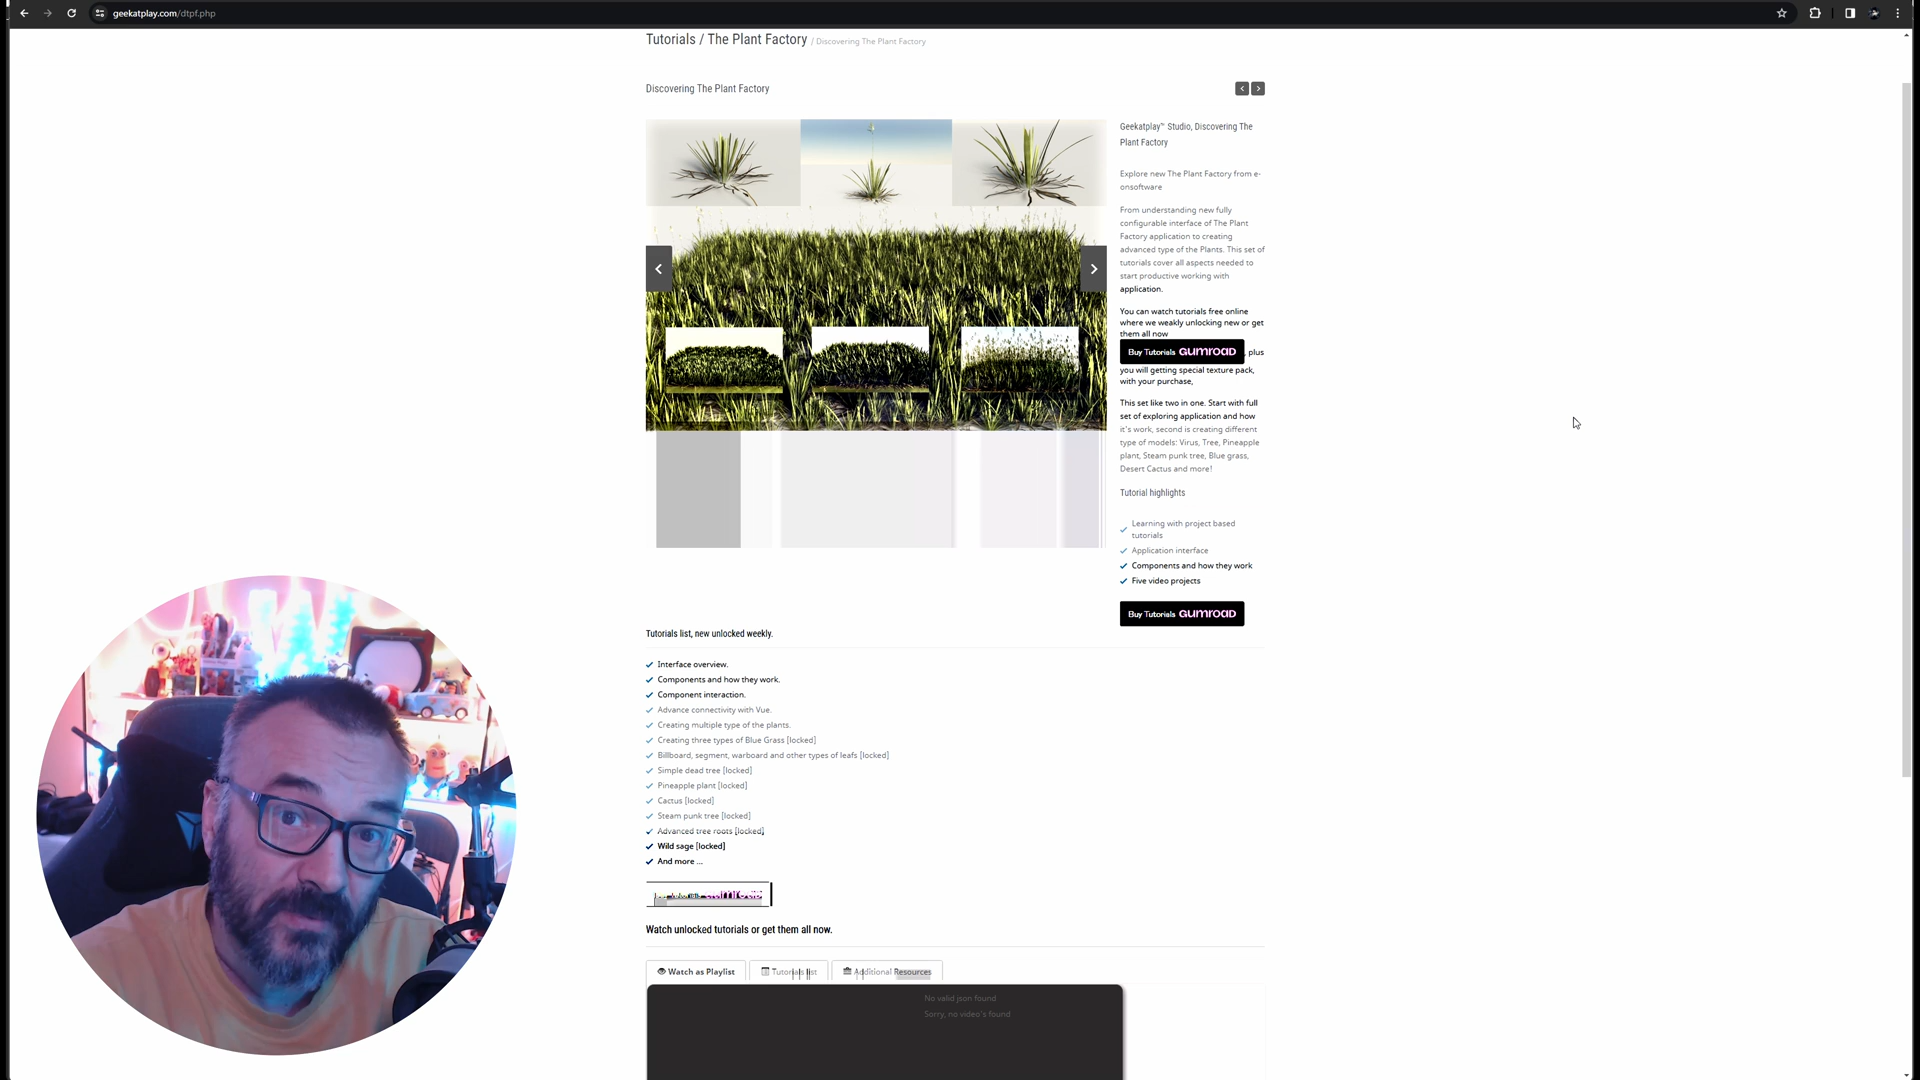 geekatplay.com/dtpf.php
Tutorials / The Plant Factory / Discovering The Plant Factory
Discovering The Plant Factory
Geekatplay™ Studio, Discovering The
Plant Factory
Explore new The Plant Factory from e-
onsoftware
From understanding new fully
configurable interface of The Plant
Factory application to creating
advanced type of the Plants. This set of
tutorials cover all aspects needed to
start productive working with
application.
You can watch tutorials free online
where we weakly unlocking new or get
them all now
Buy Tutorials GUMROAD , plus
you will getting special texture pack,
with your purchase,
This set like two in one. Start with full
set of exploring application and how
it's work, second is creating different
type of models: Virus, Tree, Pineapple
plant, Steam punk tree, Blue grass,
Desert Cactus and more!
Tutorial highlights
Learning with project based
tutorials
Application interface
Components and how they work
Five video projects
Buy Tutorials GUMROAD
Tutorials list, new unlocked weekly.
Interface overview.
Components and how they work.
Component interaction.
Advance connectivity with Vue.
Creating multiple type of the plants.
Creating three types of Blue Grass [locked]
Billboard, segment, warboard and other types of leafs [locked]
Simple dead tree [locked]
Pineapple plant [locked]
Cactus [locked]
Steam punk tree [locked]
Advanced tree roots [locked]
Wild sage [locked]
And more ...
Watch unlocked tutorials or get them all now.
Watch as Playlist
Tutorials list
Additional Resources
No valid json found
Sorry, no video's found